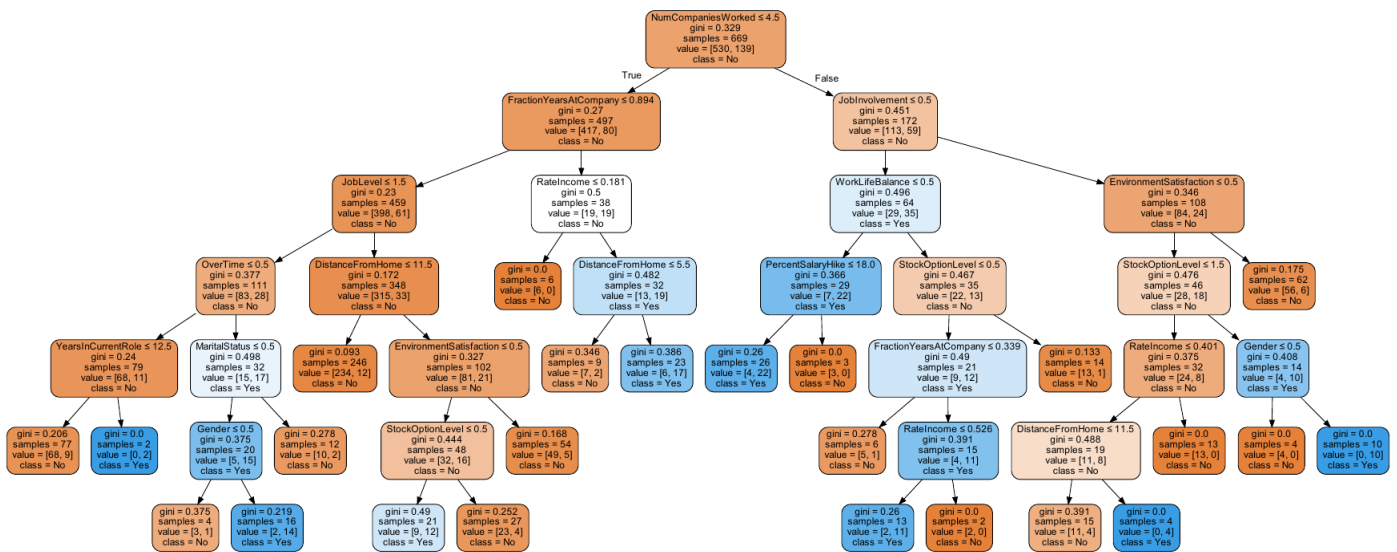 NumCompaniesWorked ≤ 4.5
gini = 0.329
samples = 669
value = [530, 139]
class = No
True
False
FractionYearsAtCompany ≤ 0.894
gini = 0.27
samples = 497
value = [417, 80]
class = No
JobInvolvement ≤ 0.5
gini = 0.451
samples = 172
value = [113, 59]
class = No
JobLevel ≤ 1.5
gini = 0.23
samples = 459
value = [398, 61]
class = No
RateIncome ≤ 0.181
gini = 0.5
samples = 38
value = [19, 19]
class = No
WorkLifeBalance ≤ 0.5
gini = 0.496
samples = 64
value = [29, 35]
class = Yes
EnvironmentSatisfaction ≤ 0.5
gini = 0.346
samples = 108
value = [84, 24]
class = No
OverTime ≤ 0.5
gini = 0.377
samples = 111
value = [83, 28]
class = No
DistanceFromHome ≤ 11.5
gini = 0.172
samples = 348
value = [315, 33]
class = No
gini = 0.0
samples = 6
value = [6, 0]
class = No
DistanceFromHome ≤ 5.5
gini = 0.482
samples = 32
value = [13, 19]
class = Yes
PercentSalaryHike ≤ 18.0
gini = 0.366
samples = 29
value = [7, 22]
class = Yes
StockOptionLevel ≤ 0.5
gini = 0.467
samples = 35
value = [22, 13]
class = No
StockOptionLevel ≤ 1.5
gini = 0.476
samples = 46
value = [28, 18]
class = No
gini = 0.175
samples = 62
value = [56, 6]
class = No
YearsInCurrentRole ≤ 12.5
gini = 0.24
samples = 79
value = [68, 11]
class = No
MaritalStatus ≤ 0.5
gini = 0.498
samples = 32
value = [15, 17]
class = Yes
gini = 0.093
samples = 246
value = [234, 12]
class = No
EnvironmentSatisfaction ≤ 0.5
gini = 0.327
samples = 102
value = [81, 21]
class = No
gini = 0.346
samples = 9
value = [7, 2]
class = No
gini = 0.386
samples = 23
value = [6, 17]
class = Yes
gini = 0.26
samples = 26
value = [4, 22]
class = Yes
gini = 0.0
samples = 3
value = [3, 0]
class = No
FractionYearsAtCompany ≤ 0.339
gini = 0.49
samples = 21
value = [9, 12]
class = Yes
gini = 0.133
samples = 14
value = [13, 1]
class = No
RateIncome ≤ 0.401
gini = 0.375
samples = 32
value = [24, 8]
class = No
Gender ≤ 0.5
gini = 0.408
samples = 14
value = [4, 10]
class = Yes
gini = 0.206
samples = 77
value = [68, 9]
class = No
gini = 0.0
samples = 2
value = [0, 2]
class = Yes
Gender ≤ 0.5
gini = 0.375
samples = 20
value = [5, 15]
class = Yes
gini = 0.278
samples = 12
value = [10, 2]
class = No
StockOptionLevel ≤ 0.5
gini = 0.444
samples = 48
value = [32, 16]
class = No
gini = 0.168
samples = 54
value = [49, 5]
class = No
gini = 0.278
samples = 6
value = [5, 1]
class = No
RateIncome ≤ 0.526
gini = 0.391
samples = 15
value = [4, 11]
class = Yes
DistanceFromHome ≤ 11.5
gini = 0.488
samples = 19
value = [11, 8]
class = No
gini = 0.0
samples = 13
value = [13, 0]
class = No
gini = 0.0
samples = 4
value = [4, 0]
class = No
gini = 0.0
samples = 10
value = [0, 10]
class = Yes
gini = 0.375
samples = 4
value = [3, 1]
class = No
gini = 0.219
samples = 16
value = [2, 14]
class = Yes
gini = 0.49
samples = 21
value = [9, 12]
class = Yes
gini = 0.252
samples = 27
value = [23, 4]
class = No
gini = 0.26
samples = 13
value = [2, 11]
class = Yes
gini = 0.0
samples = 2
value = [2, 0]
class = No
gini = 0.391
samples = 15
value = [11, 4]
class = No
gini = 0.0
samples = 4
value = [0, 4]
class = Yes